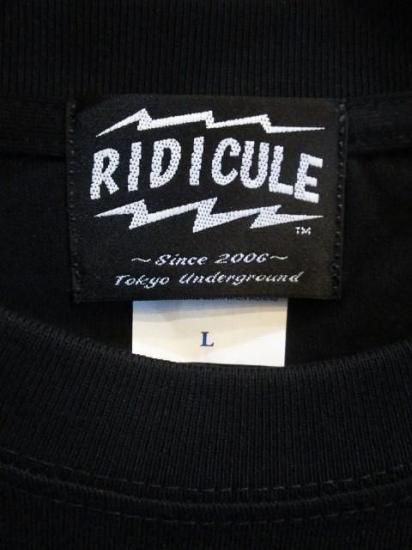 RIDICULE
TM
~Since 2006~
Tokyo Underground
L